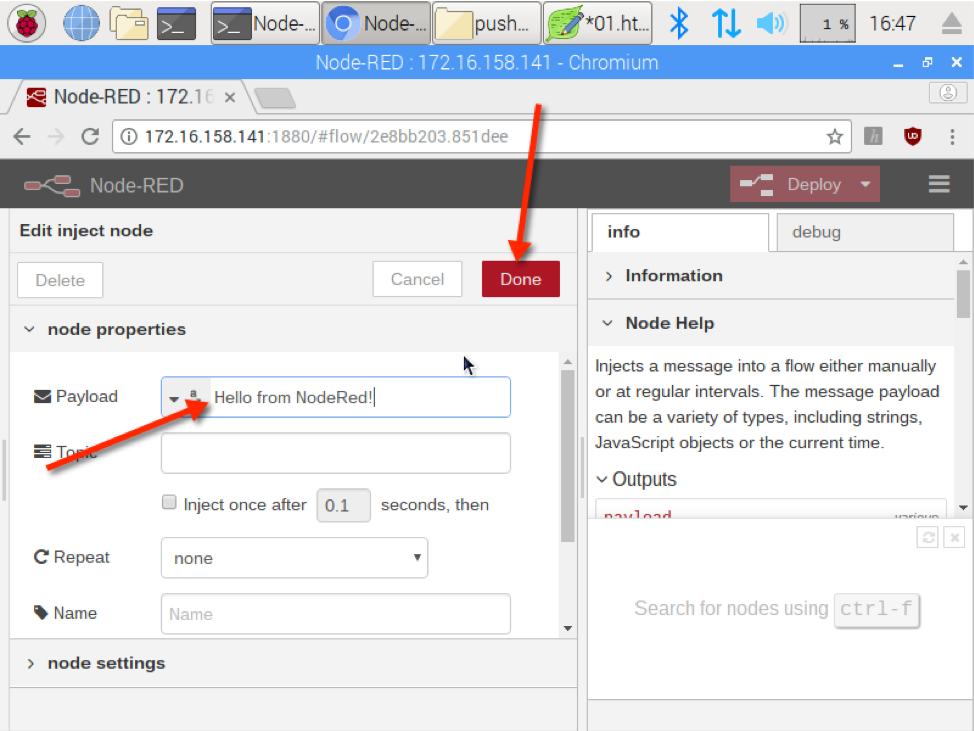 Node-... Node-... push... *01.ht... 1 % 16:47
Node-RED : 172.16.158.141 - Chromium
Node-RED : 172.16
172.16.158.141:1880/#flow/2e8bb203.851dee
Node-RED
Deploy
Edit inject node
Delete
Cancel
Done
node properties
Payload
Hello from NodeRed!
Topic
Inject once after 0.1 seconds, then
Repeat
none
Name
Name
node settings
info
debug
Information
Node Help
Injects a message into a flow either manually
or at regular intervals. The message payload
can be a variety of types, including strings,
JavaScript objects or the current time.
Outputs
payload various
Search for nodes using ctrl-f